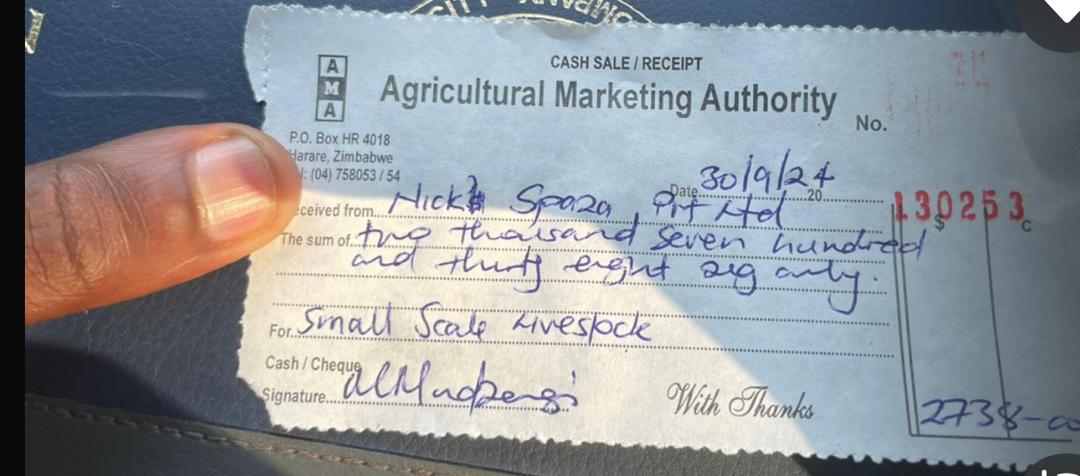 CASH SALE / RECEIPT
A
M
A
Agricultural Marketing Authority
No.
P.O. Box HR 4018
Harare, Zimbabwe
l: (04) 758053 / 54
Date 30/9/24 20
130253
$ c
eceived from Nick's Spaza, Pvt Ltd
The sum of two thousand seven hundred
and thirty eight zig only.
For Small Scale Livestock
Cash / Cheque
Signature
With Thanks
2738-00